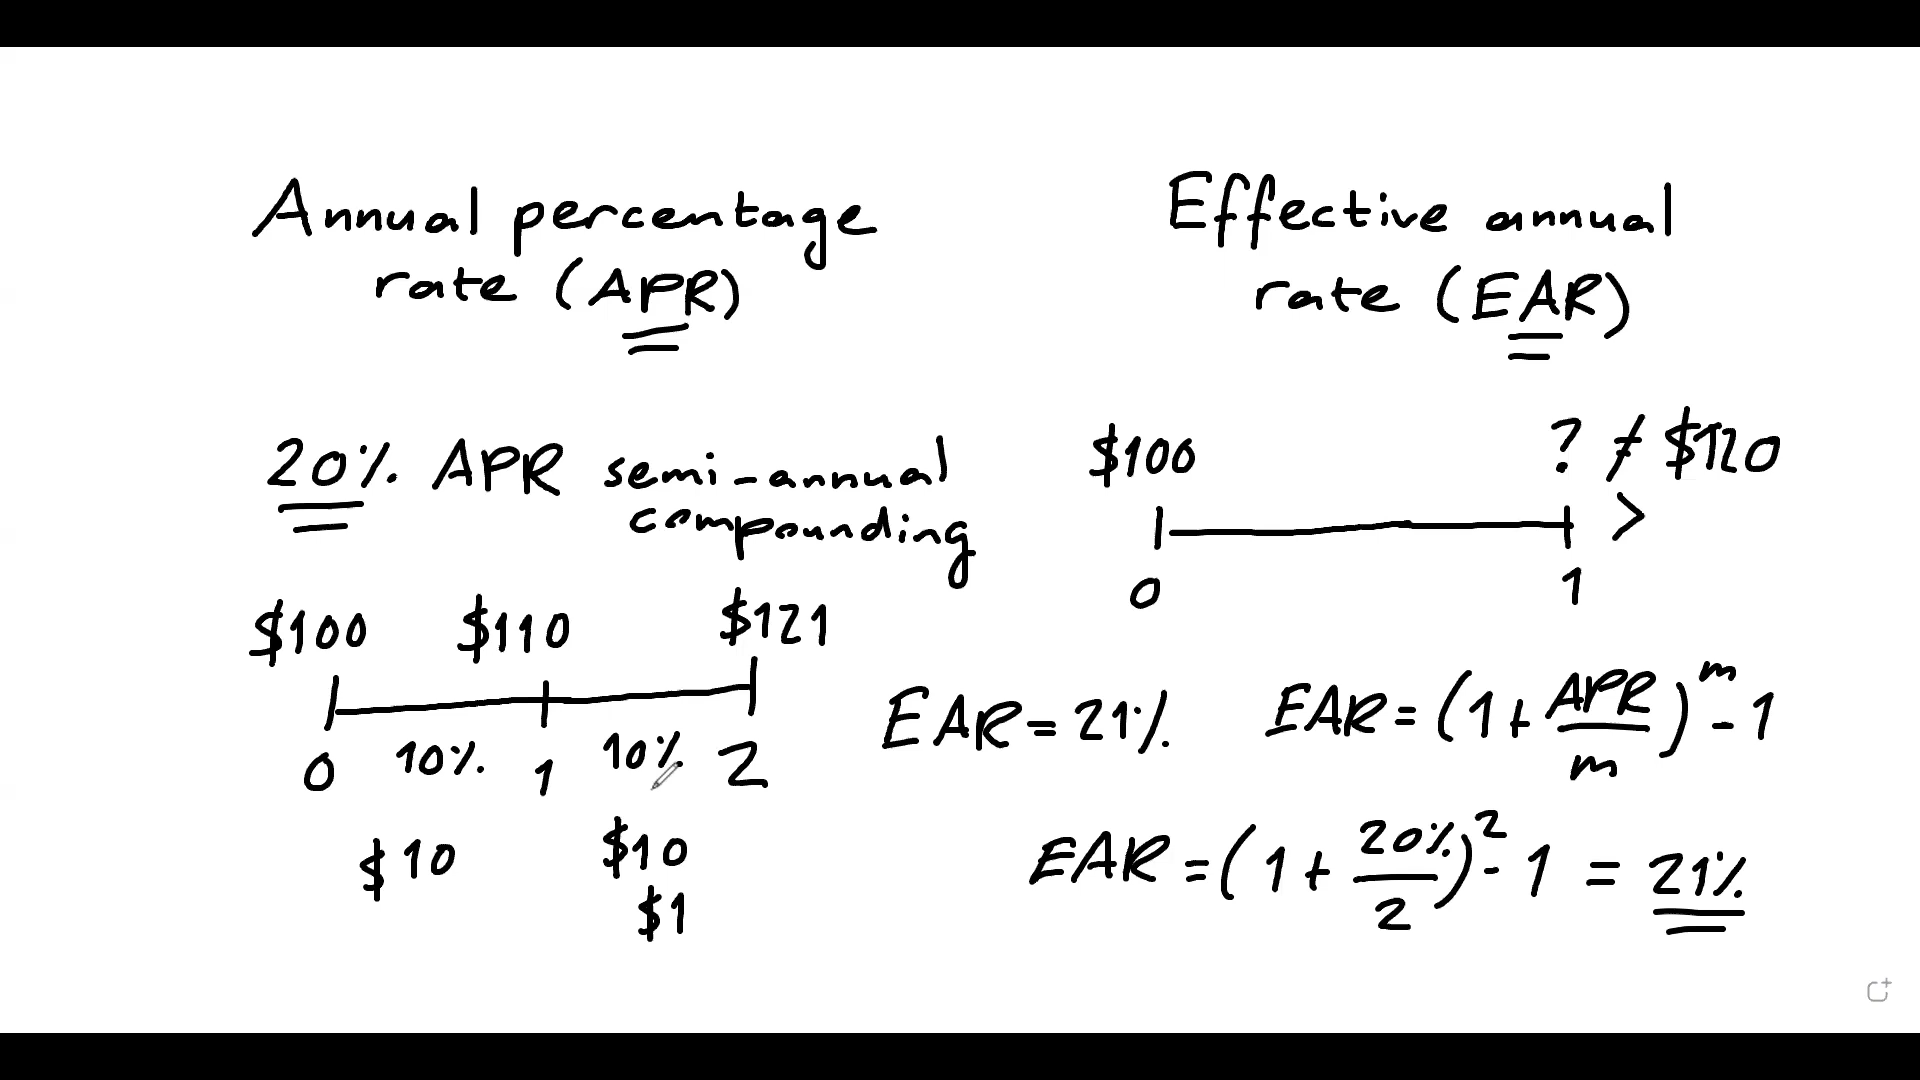 Annual percentage
rate (APR)
Effective annual
rate (EAR)
20% APR semi-annual
compounding
$100 $110 $121
0 10% 1 10% 2
$10 $10
$1
$100 ? ≠ $120
>
0 1
EAR = 21%
EAR = (1 + APR/m)^m - 1
EAR = (1 + 20%/2)^2 - 1 = 21%